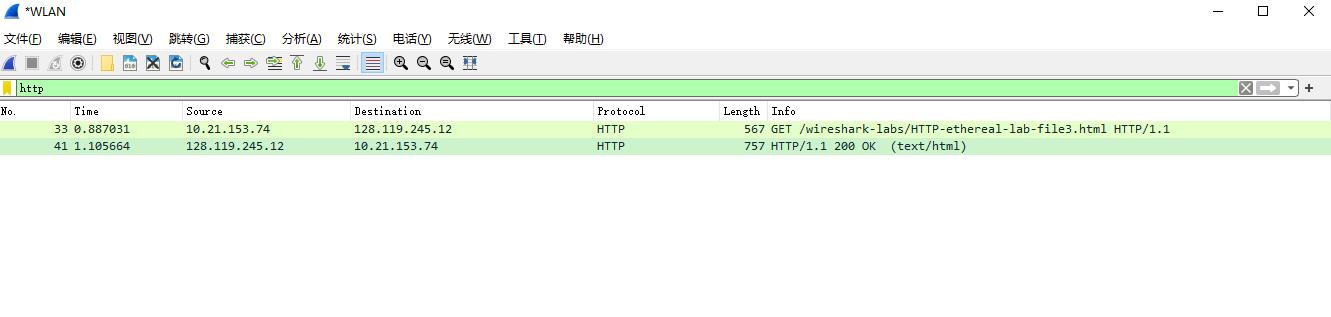 *WLAN
文件(F) 编辑(E) 视图(V) 跳转(G) 捕获(C) 分析(A) 统计(S) 电话(Y) 无线(W) 工具(T) 帮助(H)
http
No. Time Source Destination Protocol Length Info
33 0.887031 10.21.153.74 128.119.245.12 HTTP 567 GET /wireshark-labs/HTTP-ethereal-lab-file3.html HTTP/1.1
41 1.105664 128.119.245.12 10.21.153.74 HTTP 757 HTTP/1.1 200 OK (text/html)